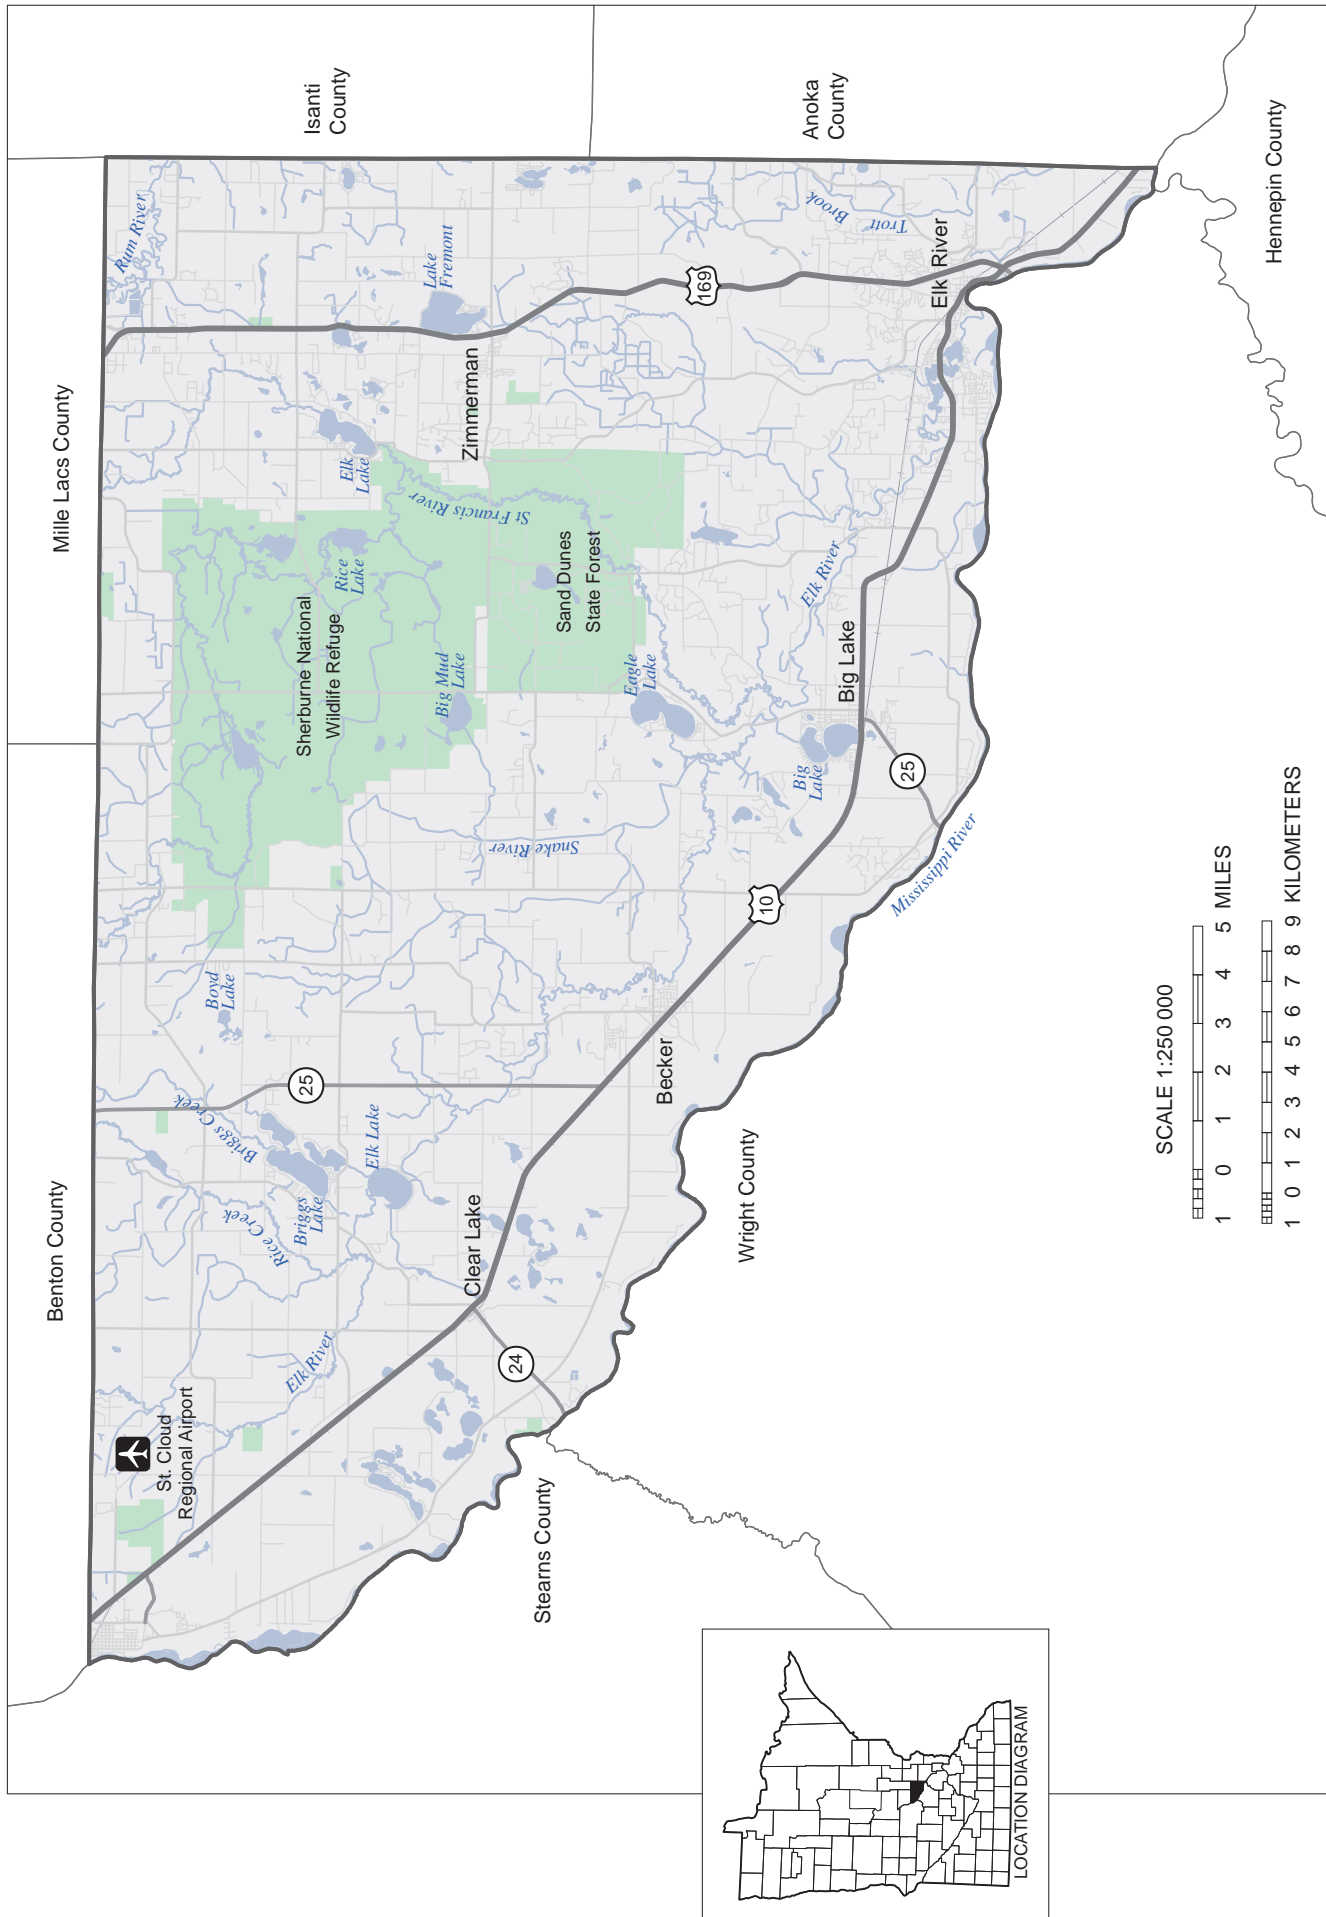 Benton County
Mille Lacs County
Isanti
County
Anoka
County
Hennepin County
Wright County
Stearns County
St. Cloud
Regional Airport
Rum River
Lake
Fremont
Zimmerman
169
Trott
Brook
Elk River
Elk
Lake
St Francis River
Rice
Lake
Sherburne National
Wildlife Refuge
Big Mud
Lake
Sand Dunes
State Forest
Eagle
Lake
Elk River
Big Lake
Big
Lake
25
Mississippi River
Snake River
10
Boyd
Lake
25
Briggs Creek
Rice Creek
Briggs
Lake
Elk Lake
Becker
Clear Lake
24
Elk River
SCALE 1:250 000
1 0 1 2 3 4 5 MILES
1 0 1 2 3 4 5 6 7 8 9 KILOMETERS
LOCATION DIAGRAM